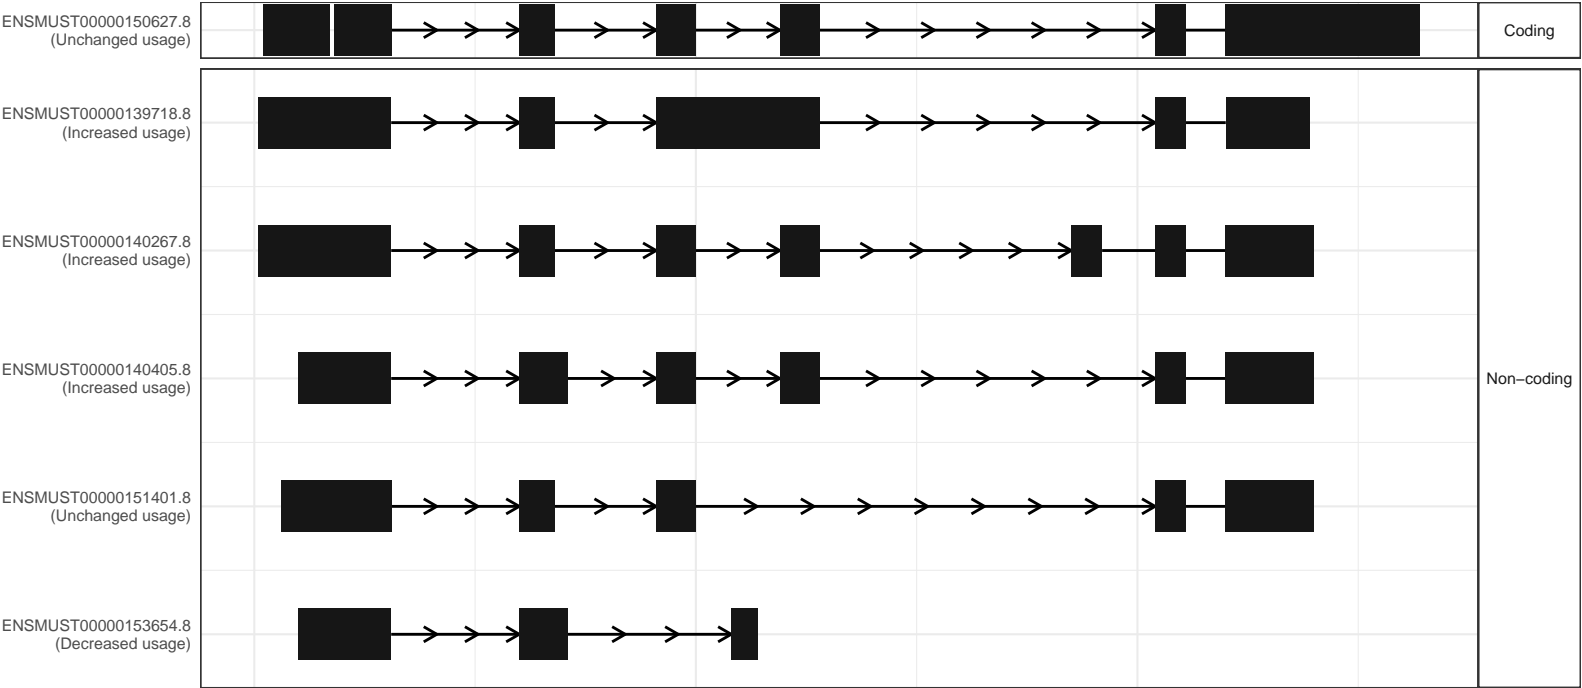 ENSMUST00000150627.8
(Unchanged usage)
Coding
ENSMUST00000139718.8
(Increased usage)
ENSMUST00000140267.8
(Increased usage)
ENSMUST00000140405.8
(Increased usage)
Non−coding
ENSMUST00000151401.8
(Unchanged usage)
ENSMUST00000153654.8
(Decreased usage)